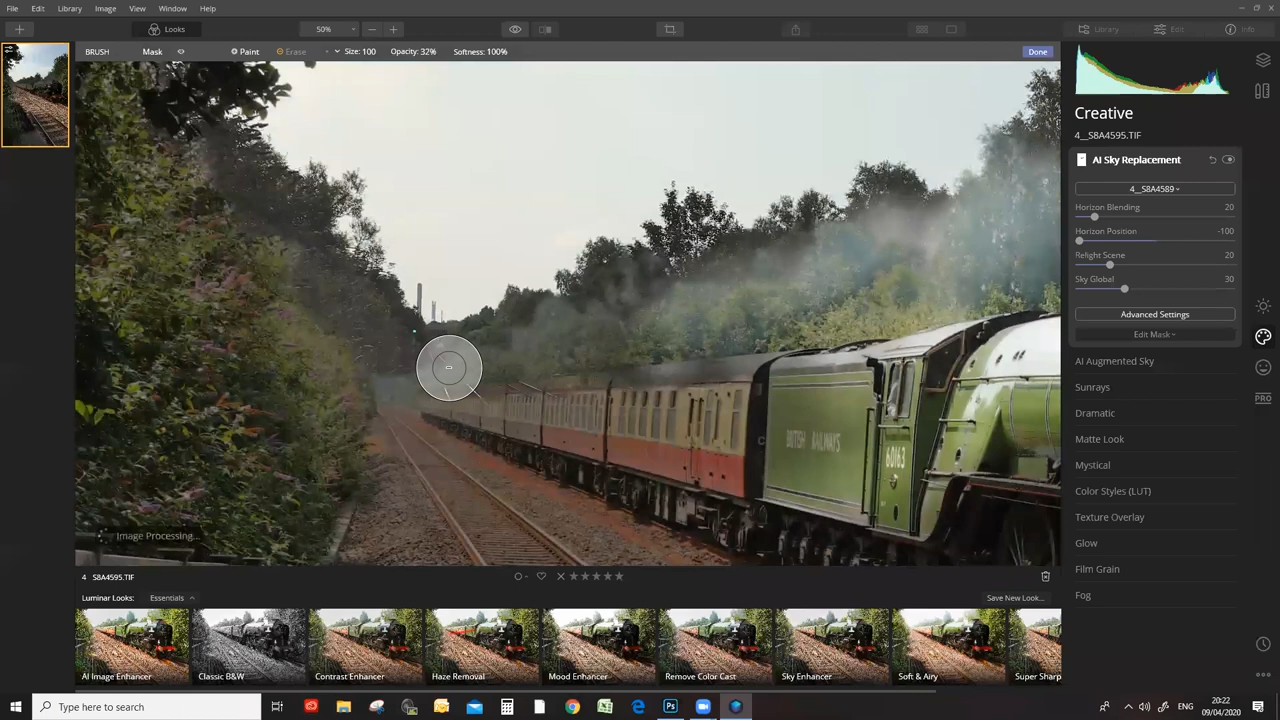 File Edit Library Image View Window Help
Looks 50% Library Edit Info
BRUSH Mask Paint Erase Size: 100 Opacity: 32% Softness: 100% Done
Creative
4__S8A4595.TIF
AI Sky Replacement
4__S8A4589
Horizon Blending 20
Horizon Position -100
Relight Scene 20
Sky Global 30
Advanced Settings
Edit Mask
AI Augmented Sky
Sunrays
Dramatic
Matte Look
Mystical
Color Styles (LUT)
Texture Overlay
Glow
Film Grain
Fog
PRO
BRITISH RAILWAYS
60163
Image Processing...
4 S8A4595.TIF
Luminar Looks: Essentials Save New Look...
AI Image Enhancer Classic B&W Contrast Enhancer Haze Removal Mood Enhancer Remove Color Cast Sky Enhancer Soft & Airy Super Sharp
Type here to search
Ps
ENG
20:22
09/04/2020